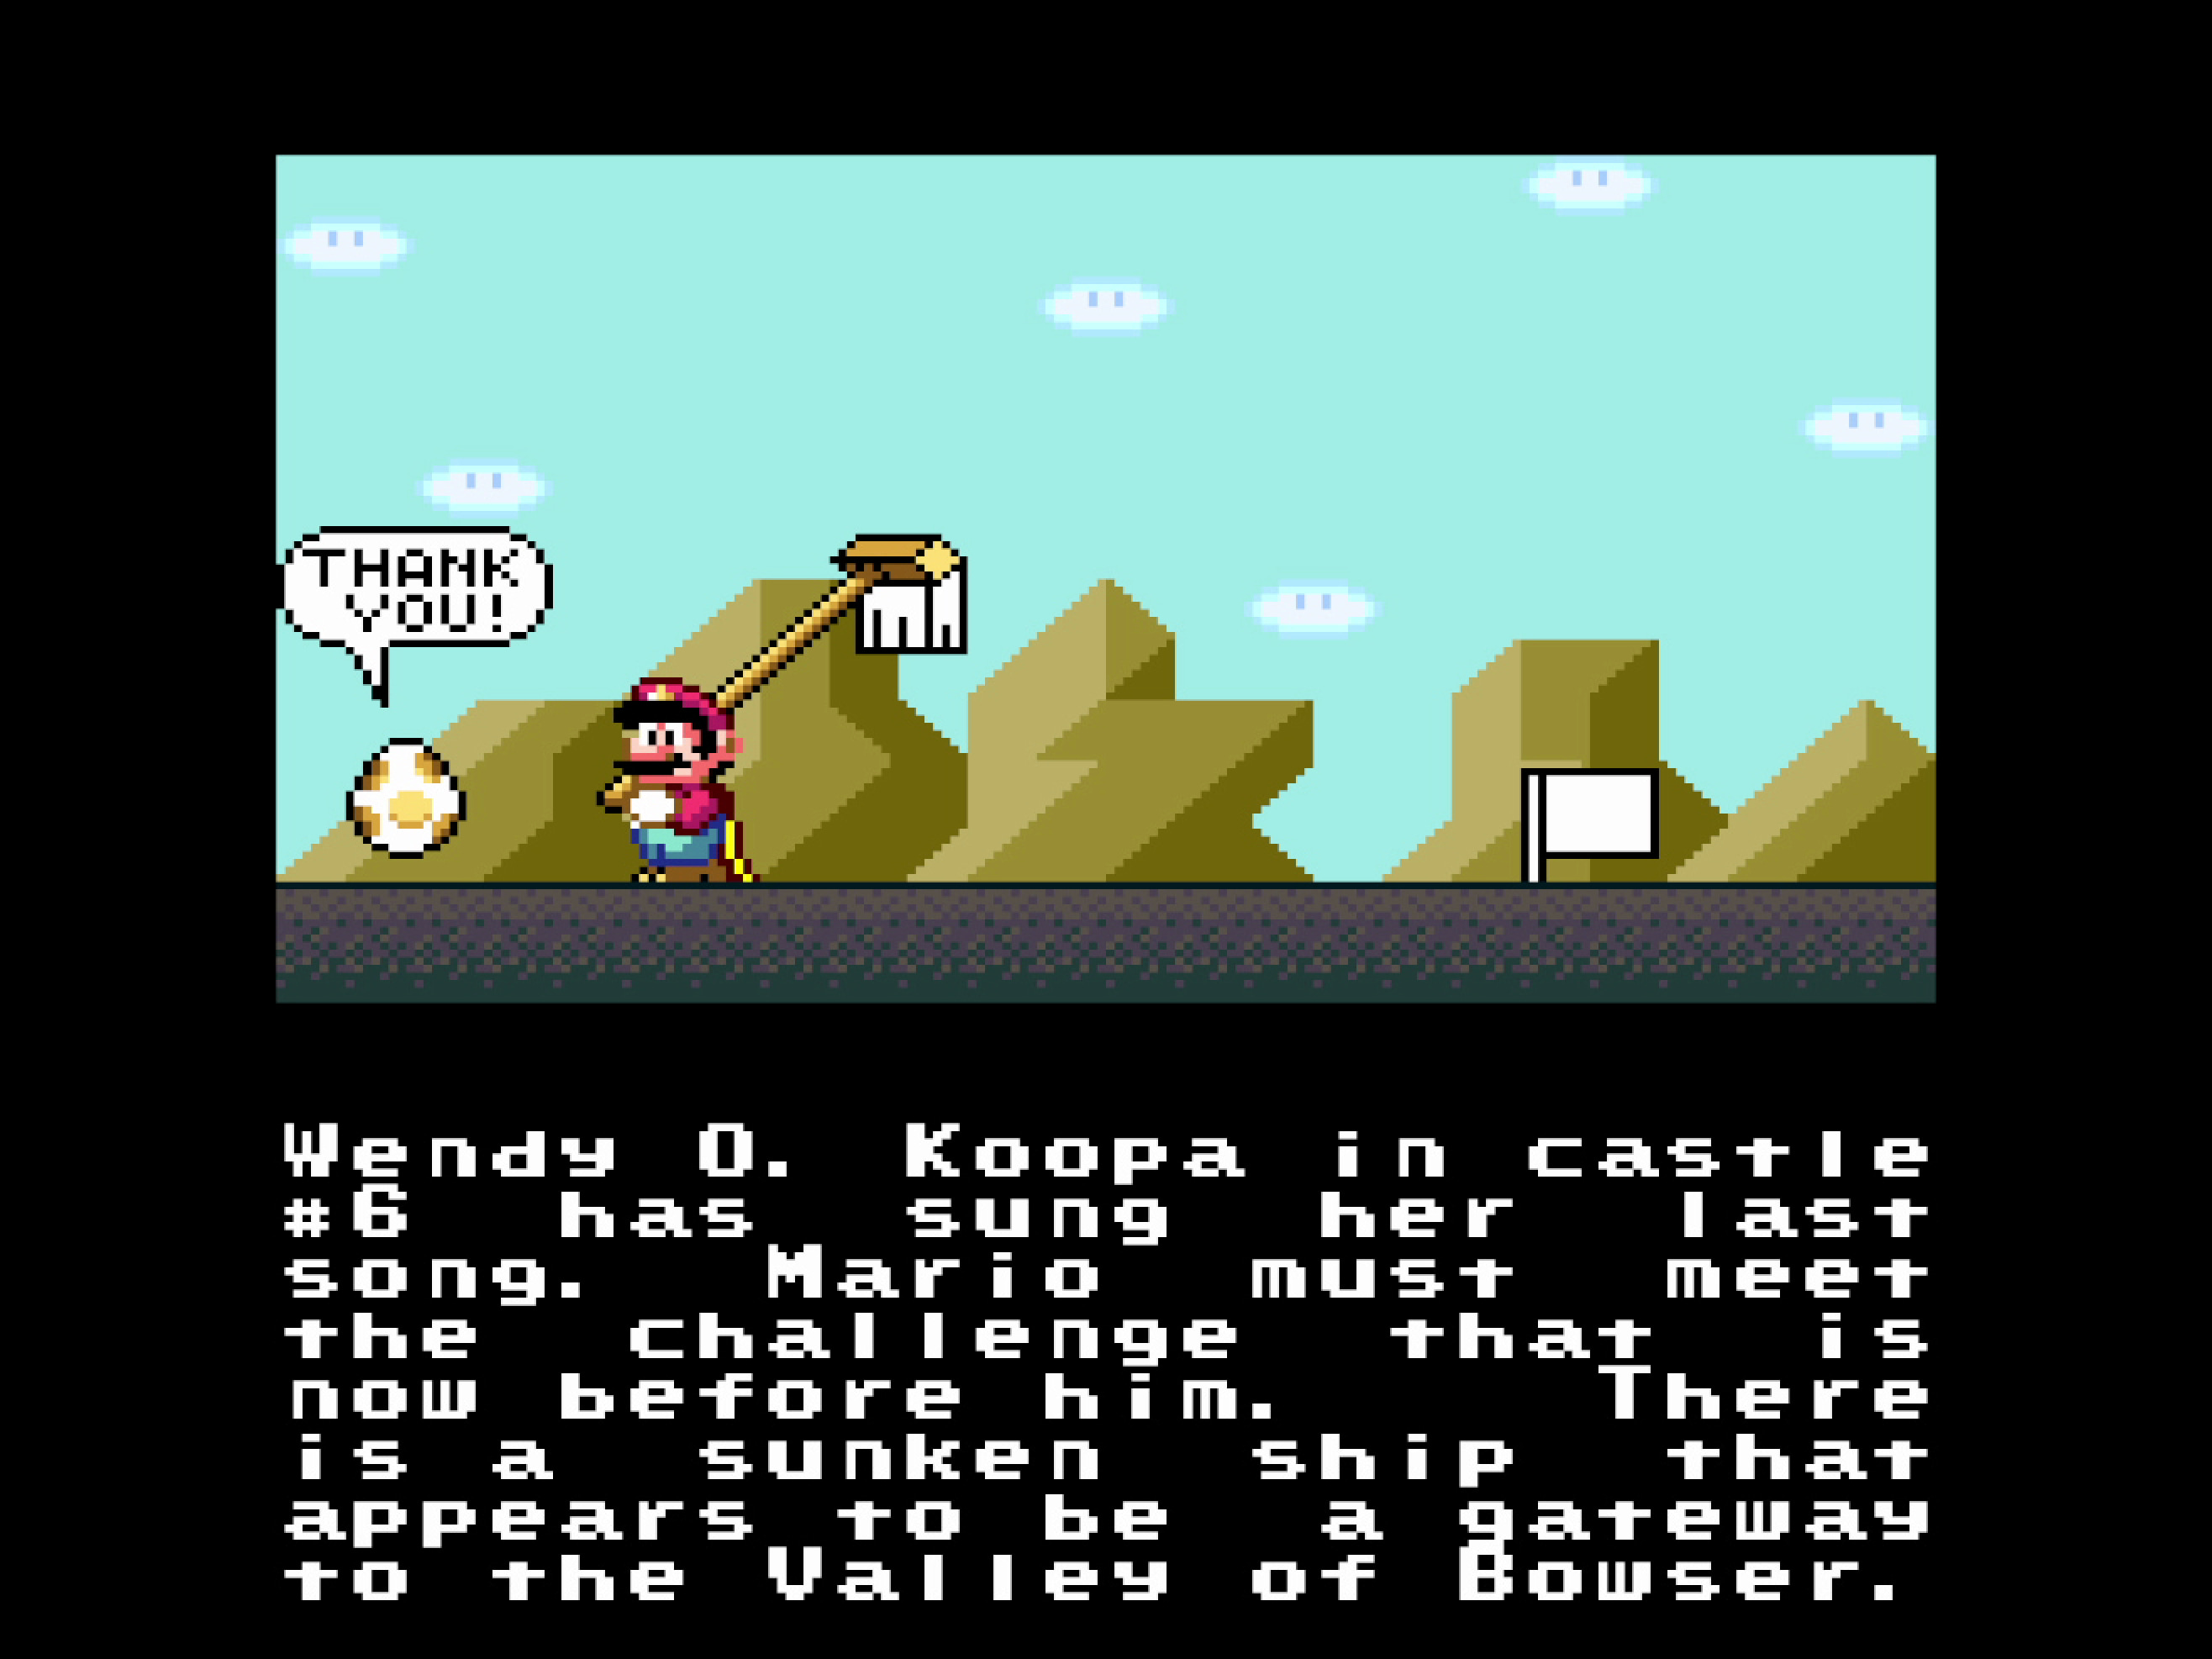 THANK
YOU!
Wendy O. Koopa in castle
#6 has sung her last
song. Mario must meet
the challenge that is
now before him. There
is a sunken ship that
appears to be a gateway
to the Valley of Bowser.